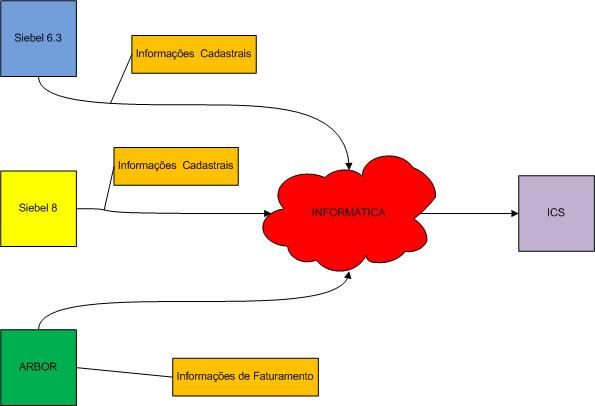 Siebel 6.3
Informações Cadastrais
Informações Cadastrais
Siebel 8
INFORMÁTICA
ICS
ARBOR
Informações de Faturamento